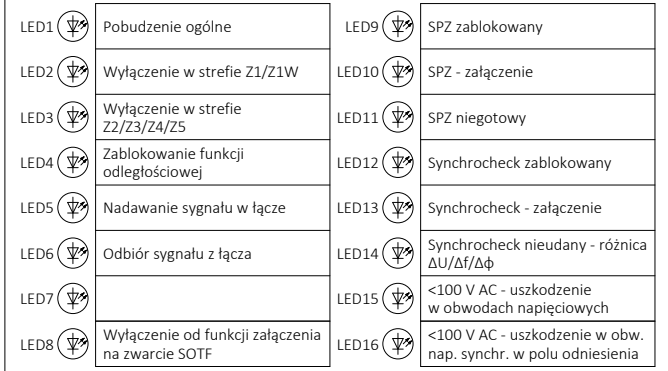 LED1 Pobudzenie ogólne
LED2 Wyłączenie w strefie Z1/Z1W
LED3 Wyłączenie w strefie
Z2/Z3/Z4/Z5
LED4 Zablokowanie funkcji
odległościowej
LED5 Nadawanie sygnału w łącze
LED6 Odbiór sygnału z łącza
LED7
LED8 Wyłączenie od funkcji załączenia
na zwarcie SOTF
LED9 SPZ zablokowany
LED10 SPZ - załączenie
LED11 SPZ niegotowy
LED12 Synchrocheck zablokowany
LED13 Synchrocheck - załączenie
LED14 Synchrocheck nieudany - różnica
ΔU/Δf/Δϕ
LED15 <100 V AC - uszkodzenie
w obwodach napięciowych
LED16 <100 V AC - uszkodzenie w obw.
nap. synchr. w polu odniesienia